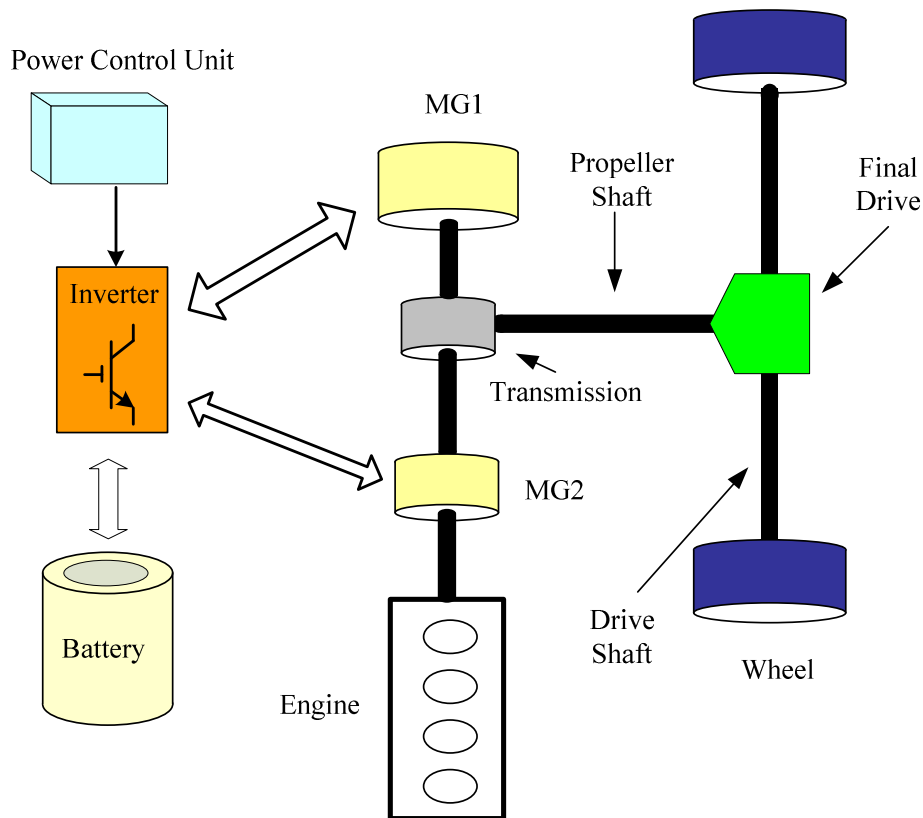 Power Control Unit
MG1
Propeller
Shaft
Final
Drive
Inverter
Transmission
MG2
Battery
Engine
Drive
Shaft
Wheel